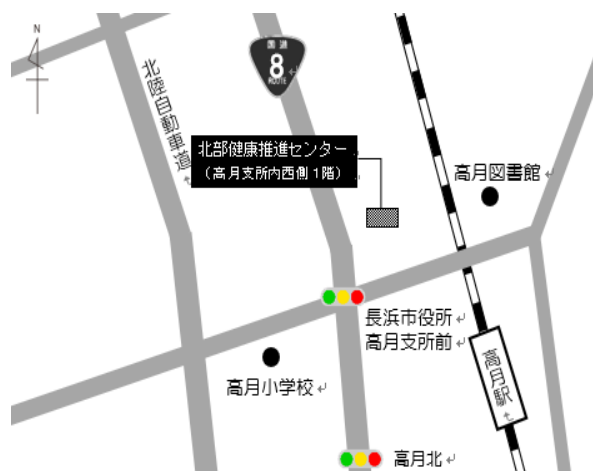 N
国道
8
ROUTE
北陸自動車道
北部健康推進センター
（高月支所内西側１階）
高月図書館
長浜市役所
高月支所前
高月小学校
高月駅
高月北